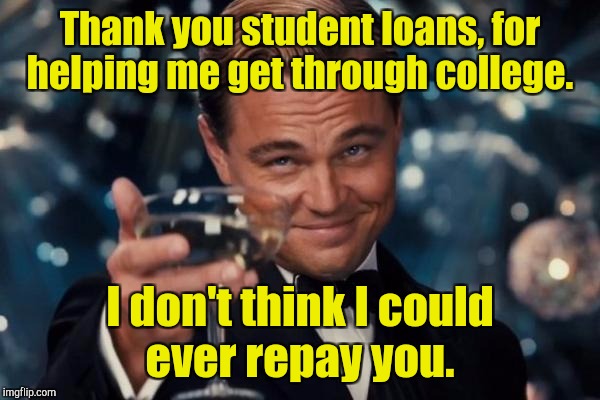 Thank you student loans, for
helping me get through college.
I don't think I could
ever repay you.
imgflip.com